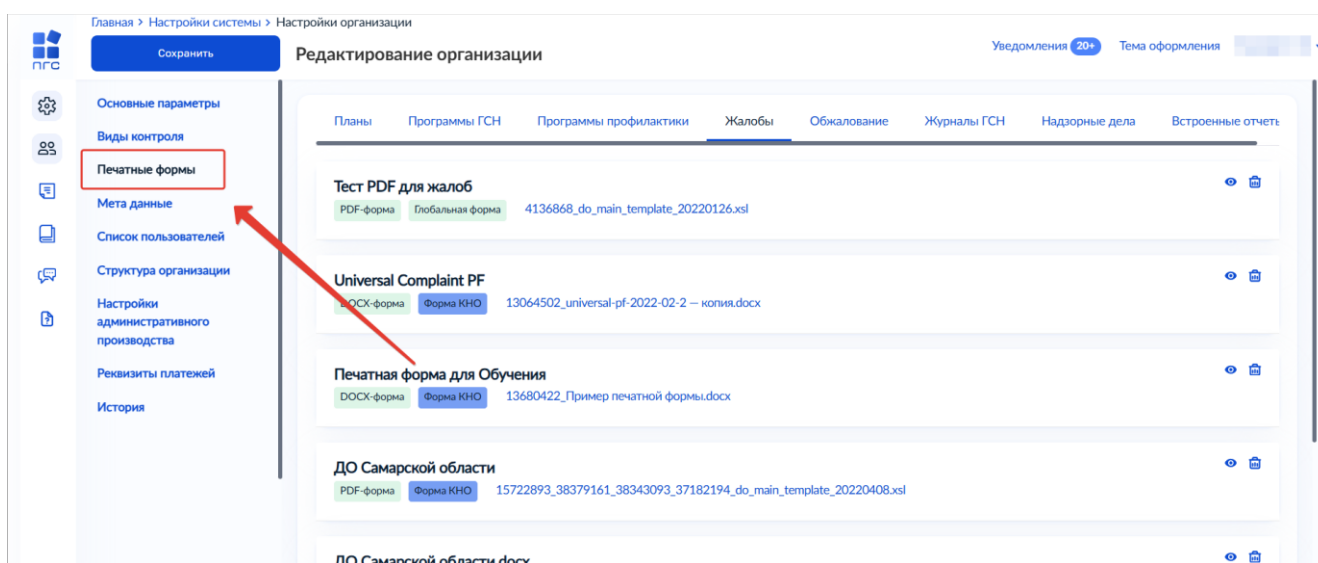 Главная > Настройки системы > Настройки организации
Сохранить
Редактирование организации
Уведомления 20+
Тема оформления
пгс
Основные параметры
Виды контроля
Печатные формы
Мета данные
Список пользователей
Структура организации
Настройки
административного
производства
Реквизиты платежей
История
Планы Программы ГСН Программы профилактики Жалобы Обжалование Журналы ГСН Надзорные дела Встроенные отчеть
Тест PDF для жалоб
PDF-форма Глобальная форма 4136868_do_main_template_20220126.xsl
Universal Complaint PF
DOCX-форма Форма КНО 13064502_universal-pf-2022-02-2 — копия.docx
Печатная форма для Обучения
DOCX-форма Форма КНО 13680422_Пример печатной формы.docx
ДО Самарской области
PDF-форма Форма КНО 15722893_38379161_38343093_37182194_do_main_template_20220408.xsl
ДО Самарской области docx